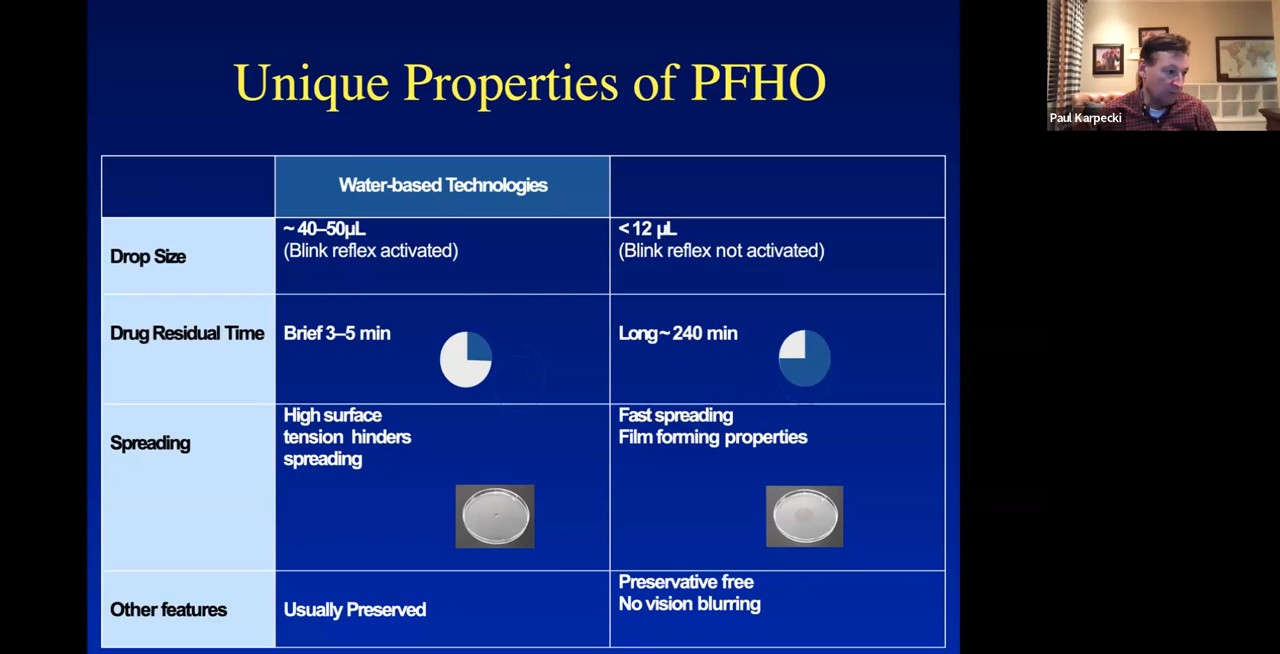 Unique Properties of PFHO
Paul Karpecki
Water-based Technologies
Drop Size
~ 40–50µL
(Blink reflex activated)
< 12 µL
(Blink reflex not activated)
Drug Residual Time
Brief 3–5 min
Long~ 240 min
Spreading
High surface
tension hinders
spreading
Fast spreading
Film forming properties
Other features
Usually Preserved
Preservative free
No vision blurring